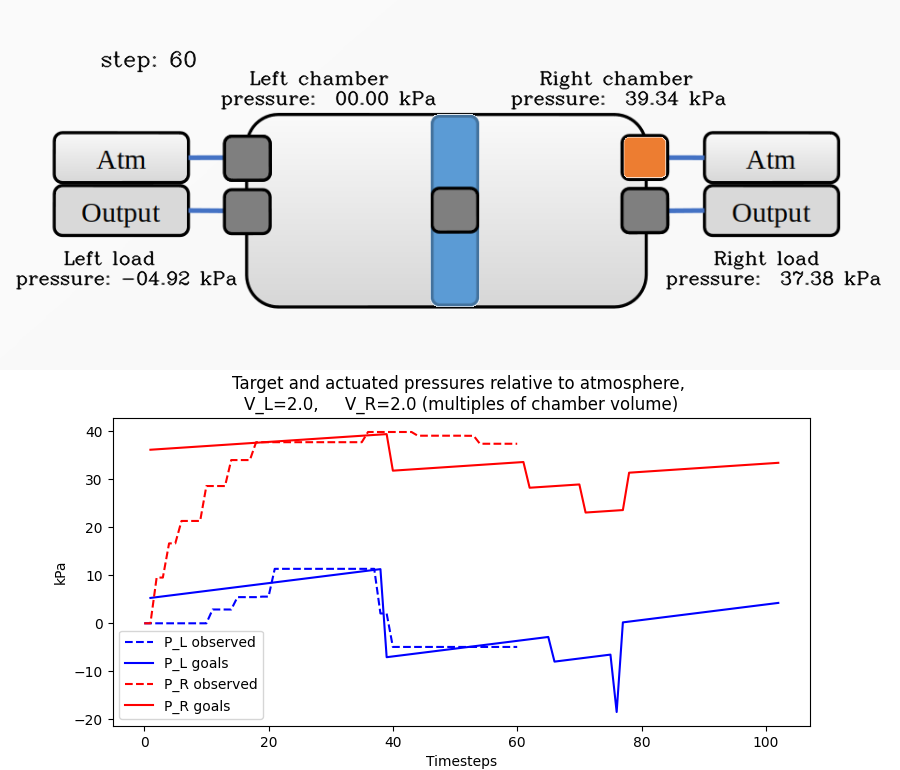 step: 60
Left chamber
pressure: 00.00 kPa
Right chamber
pressure: 39.34 kPa
Atm
Output
Atm
Output
Left load
pressure: -04.92 kPa
Right load
pressure: 37.38 kPa
Target and actuated pressures relative to atmosphere,
V_L=2.0, V_R=2.0 (multiples of chamber volume)
40
30
20
10
0
−10
−20
kPa
P_L observed
P_L goals
P_R observed
P_R goals
0 20 40 60 80 100
Timesteps